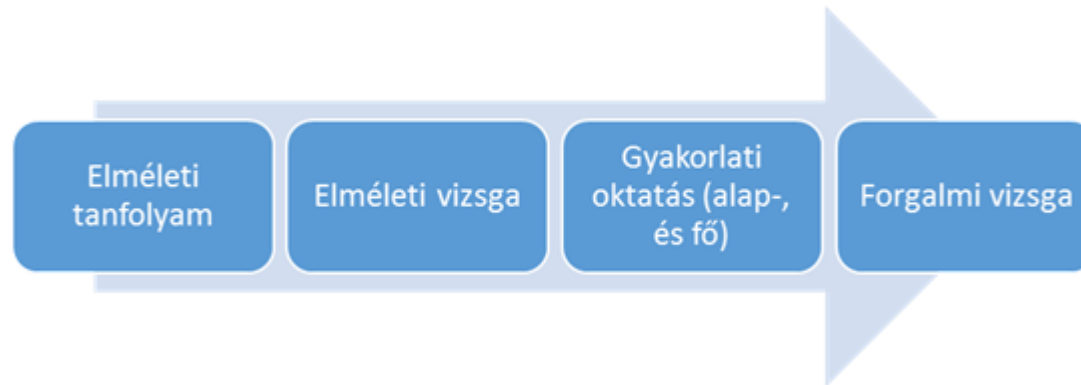 Elméleti
tanfolyam
Elméleti vizsga
Gyakorlati
oktatás (alap-,
és fő)
Forgalmi vizsga